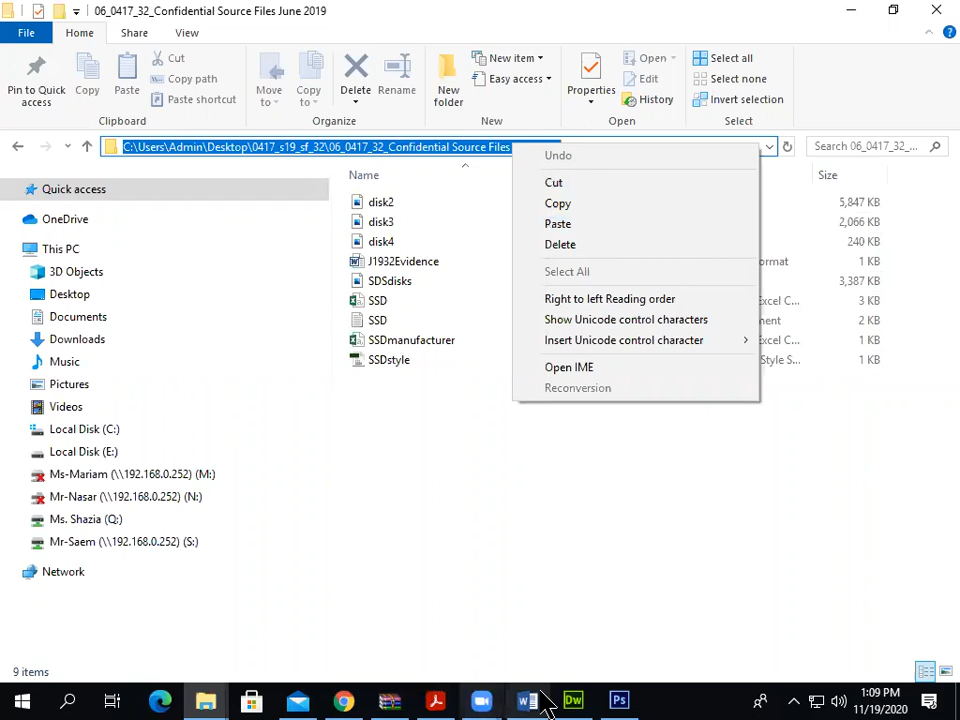 06_0417_32_Confidential Source Files June 2019
File Home Share View
Pin to Quick access
Copy
Paste
Cut
Copy path
Paste shortcut
Move to
Copy to
Delete
Rename
New folder
New item
Easy access
Properties
Open
Edit
History
Select all
Select none
Invert selection
Clipboard Organize New Open Select
C:\Users\Admin\Desktop\0417_s19_sf_32\06_0417_32_Confidential Source Files
Search 06_0417_32_...
Name Size
Quick access
OneDrive
This PC
3D Objects
Desktop
Documents
Downloads
Music
Pictures
Videos
Local Disk (C:)
Local Disk (E:)
Ms-Mariam (\\192.168.0.252) (M:)
Mr-Nasar (\\192.168.0.252) (N:)
Ms. Shazia (Q:)
Mr-Saem (\\192.168.0.252) (S:)
Network
disk2 5,847 KB
disk3 2,066 KB
disk4 240 KB
J1932Evidence ormat 1 KB
SDSdisks 3,387 KB
SSD Excel C... 3 KB
SSD ment 2 KB
SSDmanufacturer Excel C... 1 KB
SSDstyle Style S... 1 KB
Undo
Cut
Copy
Paste
Delete
Select All
Right to left Reading order
Show Unicode control characters
Insert Unicode control character
Open IME
Reconversion
9 items
Dw
Ps
1:09 PM
11/19/2020